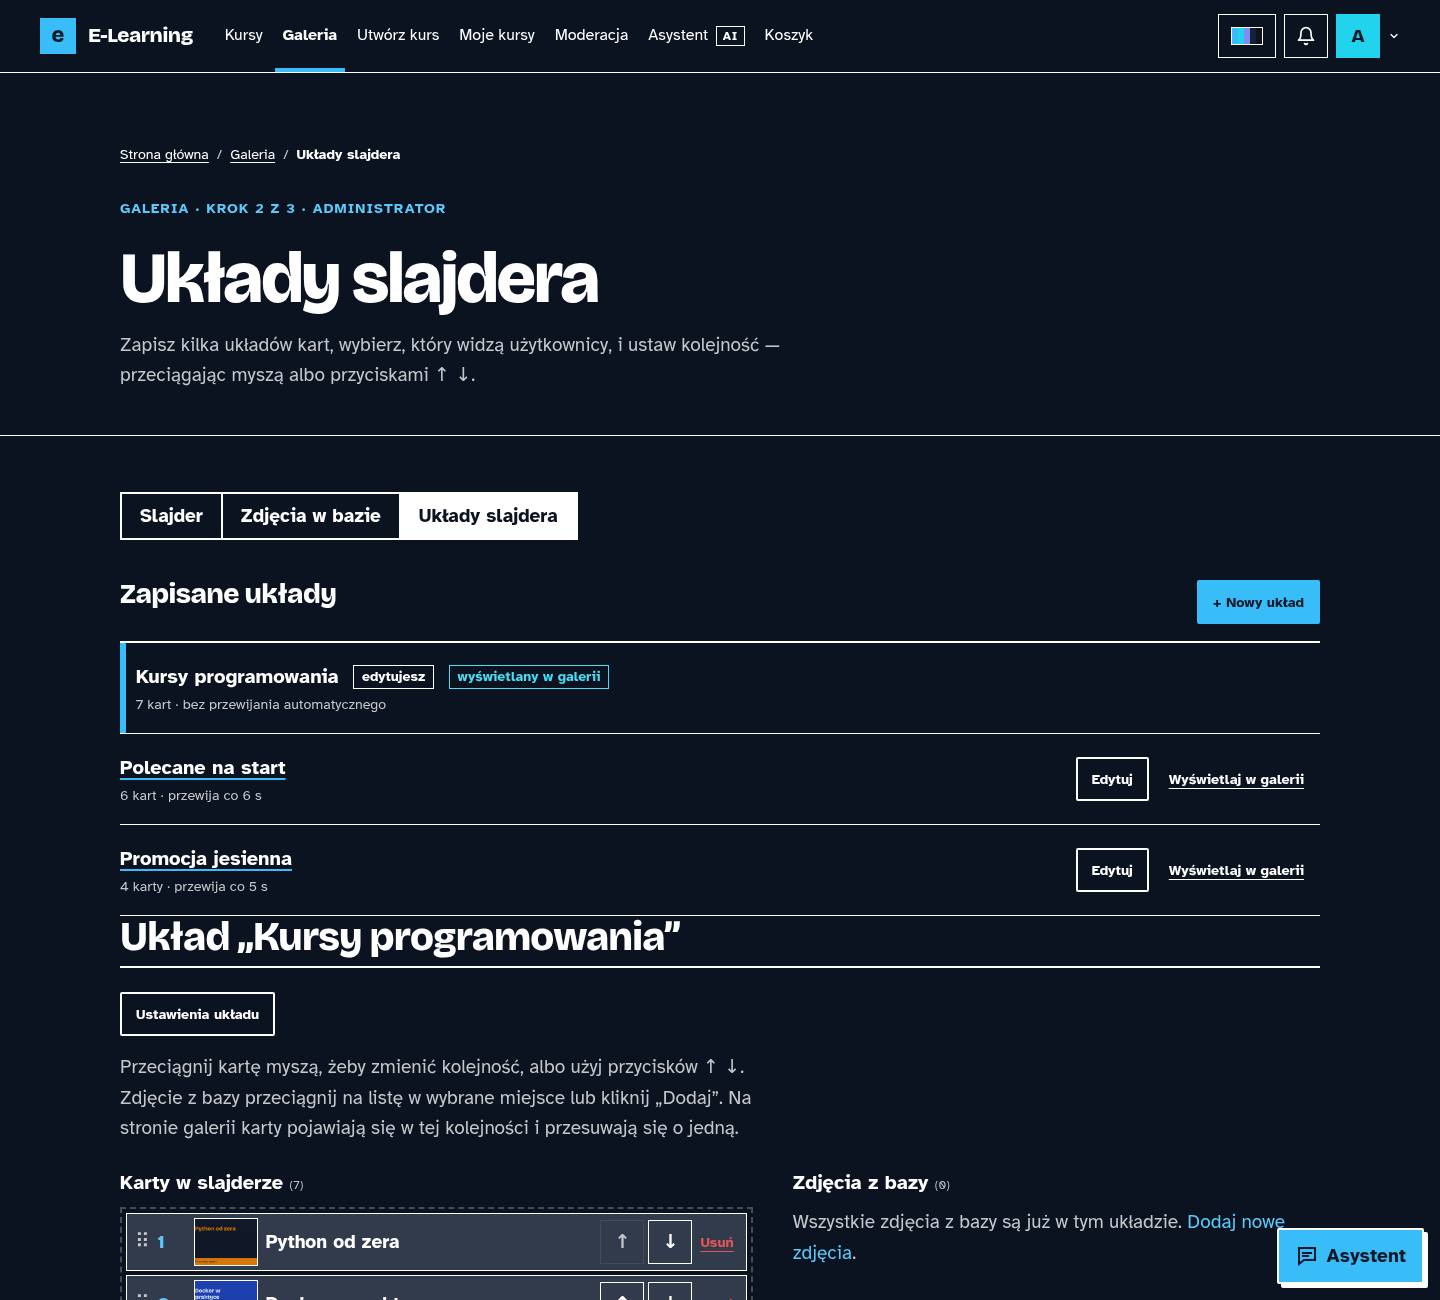 e E-Learning Kursy Galeria Utwórz kurs Moje kursy Moderacja Asystent AI Koszyk A
Strona główna / Galeria / Układy slajdera
GALERIA · KROK 2 Z 3 · ADMINISTRATOR
Układy slajdera
Zapisz kilka układów kart, wybierz, który widzą użytkownicy, i ustaw kolejność —
przeciągając myszą albo przyciskami ↑ ↓.
Slajder Zdjęcia w bazie Układy slajdera
Zapisane układy
+ Nowy układ
Kursy programowania edytujesz wyświetlany w galerii
7 kart · bez przewijania automatycznego
Polecane na start
6 kart · przewija co 6 s
Edytuj Wyświetlaj w galerii
Promocja jesienna
4 karty · przewija co 5 s
Edytuj Wyświetlaj w galerii
Układ „Kursy programowania”
Ustawienia układu
Przeciągnij kartę myszą, żeby zmienić kolejność, albo użyj przycisków ↑ ↓.
Zdjęcie z bazy przeciągnij na listę w wybrane miejsce lub kliknij „Dodaj”. Na
stronie galerii karty pojawiają się w tej kolejności i przesuwają się o jedną.
Karty w slajderze (7)
1 Python od zera Python od zera ↑ ↓ Usuń
Docker w
praktyce
Zdjęcia z bazy (0)
Wszystkie zdjęcia z bazy są już w tym układzie. Dodaj nowe
zdjęcia.
Asystent